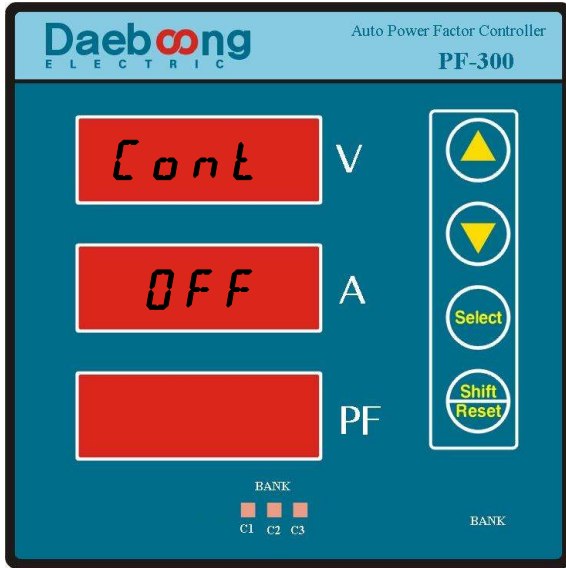 Daeboong
ELECTRIC
Auto Power Factor Controller
PF-300
Cont
V
OFF
A
PF
Select
Shift
Reset
BANK
C1 C2 C3
BANK